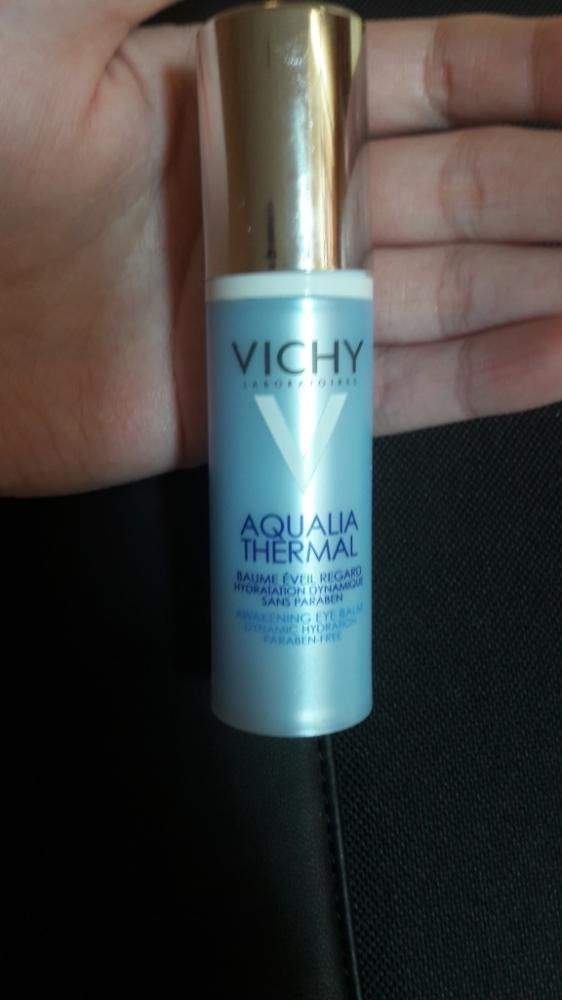 VICHY
LABORATOIRES
AQUALIA
THERMAL
BAUME ÉVEIL REGARD
HYDRATATION DYNAMIQUE
SANS PARABEN
AWAKENING EYE BALM
DYNAMIC HYDRATION
PARABEN-FREE